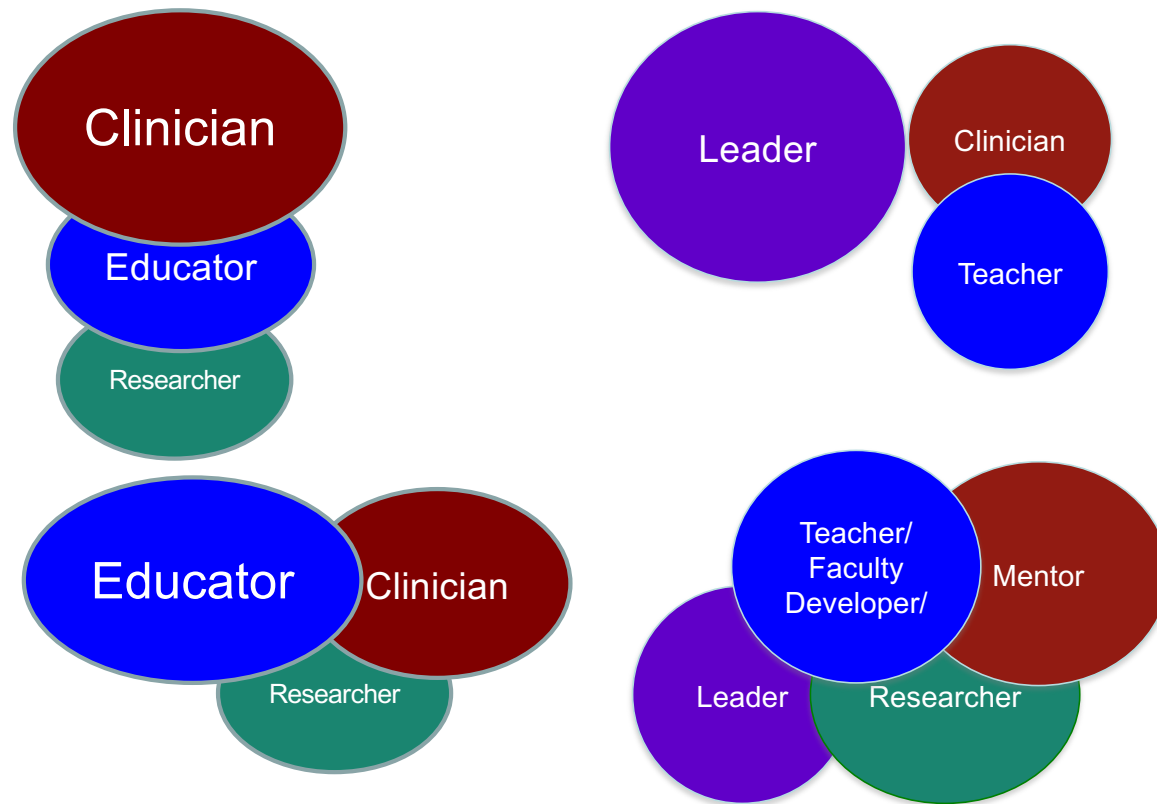 Clinician
Educator
Researcher
Leader
Clinician
Teacher
Educator
Clinician
Researcher
Teacher/
Faculty
Developer/
Mentor
Leader
Researcher